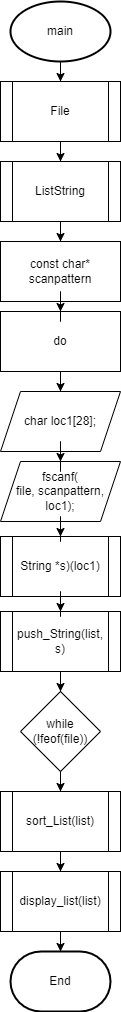 main
File
ListString
const char*
scanpattern
do
char loc1[28];
fscanf(
file, scanpattern,
loc1);
String *s)(loc1)
push_String(list,
s)
while
(!feof(file))
sort_List(list)
display_list(list)
End